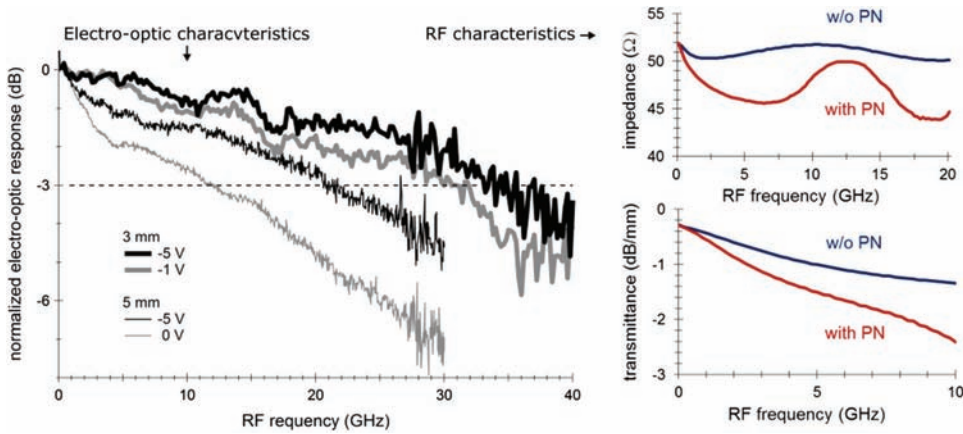 Electro-optic characvteristics
RF characteristics
normalized electro-optic response (dB)
0
-3
-6
3 mm
-5 V
-1 V
5 mm
-5 V
0 V
0
10
20
30
40
RF requency (GHz)
impedance (Ω)
55
50
45
40
w/o PN
with PN
0
5
10
15
20
RF frequency (GHz)
transmittance (dB/mm)
0
-1
-2
-3
w/o PN
with PN
0
5
10
RF frequency (GHz)